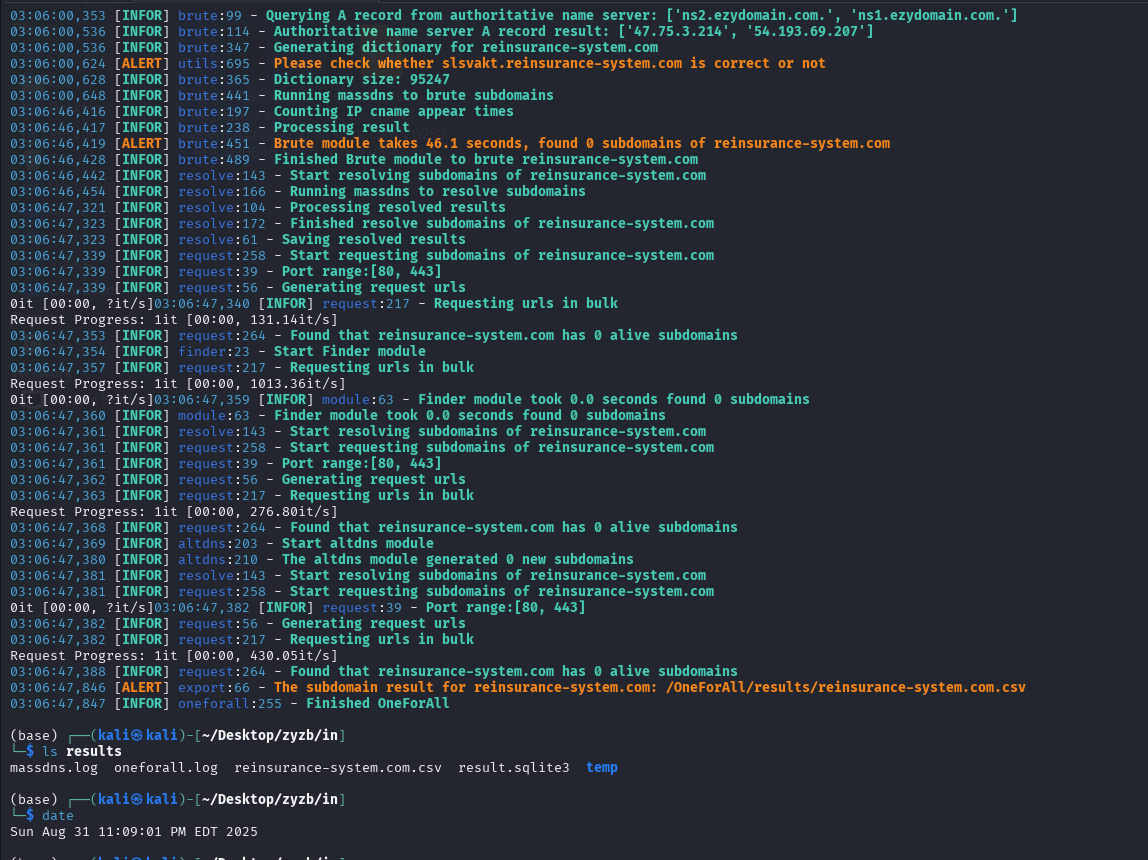 03:06:00,353 [INFOR] brute:99 - Querying A record from authoritative name server: ['ns2.ezydomain.com.', 'ns1.ezydomain.com.']
03:06:00,536 [INFOR] brute:114 - Authoritative name server A record result: ['47.75.3.214', '54.193.69.207']
03:06:00,536 [INFOR] brute:347 - Generating dictionary for reinsurance-system.com
03:06:00,624 [ALERT] utils:695 - Please check whether slsvakt.reinsurance-system.com is correct or not
03:06:00,628 [INFOR] brute:365 - Dictionary size: 95247
03:06:00,648 [INFOR] brute:441 - Running massdns to brute subdomains
03:06:46,416 [INFOR] brute:197 - Counting IP cname appear times
03:06:46,417 [INFOR] brute:238 - Processing result
03:06:46,419 [ALERT] brute:451 - Brute module takes 46.1 seconds, found 0 subdomains of reinsurance-system.com
03:06:46,428 [INFOR] brute:489 - Finished Brute module to brute reinsurance-system.com
03:06:46,442 [INFOR] resolve:143 - Start resolving subdomains of reinsurance-system.com
03:06:46,454 [INFOR] resolve:166 - Running massdns to resolve subdomains
03:06:47,321 [INFOR] resolve:104 - Processing resolved results
03:06:47,323 [INFOR] resolve:172 - Finished resolve subdomains of reinsurance-system.com
03:06:47,323 [INFOR] resolve:61 - Saving resolved results
03:06:47,339 [INFOR] request:258 - Start requesting subdomains of reinsurance-system.com
03:06:47,339 [INFOR] request:39 - Port range:[80, 443]
03:06:47,339 [INFOR] request:56 - Generating request urls
0it [00:00, ?it/s]03:06:47,340 [INFOR] request:217 - Requesting urls in bulk
Request Progress: 1it [00:00, 131.14it/s]
03:06:47,353 [INFOR] request:264 - Found that reinsurance-system.com has 0 alive subdomains
03:06:47,354 [INFOR] finder:23 - Start Finder module
03:06:47,357 [INFOR] request:217 - Requesting urls in bulk
Request Progress: 1it [00:00, 1013.36it/s]
0it [00:00, ?it/s]03:06:47,359 [INFOR] module:63 - Finder module took 0.0 seconds found 0 subdomains
03:06:47,360 [INFOR] module:63 - Finder module took 0.0 seconds found 0 subdomains
03:06:47,361 [INFOR] resolve:143 - Start resolving subdomains of reinsurance-system.com
03:06:47,361 [INFOR] request:258 - Start requesting subdomains of reinsurance-system.com
03:06:47,361 [INFOR] request:39 - Port range:[80, 443]
03:06:47,362 [INFOR] request:56 - Generating request urls
03:06:47,363 [INFOR] request:217 - Requesting urls in bulk
Request Progress: 1it [00:00, 276.80it/s]
03:06:47,368 [INFOR] request:264 - Found that reinsurance-system.com has 0 alive subdomains
03:06:47,369 [INFOR] altdns:203 - Start altdns module
03:06:47,380 [INFOR] altdns:210 - The altdns module generated 0 new subdomains
03:06:47,381 [INFOR] resolve:143 - Start resolving subdomains of reinsurance-system.com
03:06:47,381 [INFOR] request:258 - Start requesting subdomains of reinsurance-system.com
0it [00:00, ?it/s]03:06:47,382 [INFOR] request:39 - Port range:[80, 443]
03:06:47,382 [INFOR] request:56 - Generating request urls
03:06:47,382 [INFOR] request:217 - Requesting urls in bulk
Request Progress: 1it [00:00, 430.05it/s]
03:06:47,388 [INFOR] request:264 - Found that reinsurance-system.com has 0 alive subdomains
03:06:47,846 [ALERT] export:66 - The subdomain result for reinsurance-system.com: /OneForAll/results/reinsurance-system.com.csv
03:06:47,847 [INFOR] oneforall:255 - Finished OneForAll
(base) ┌──(kali㉿kali)-[~/Desktop/zyzb/in]
└─$ ls results
massdns.log  oneforall.log  reinsurance-system.com.csv  result.sqlite3  temp
(base) ┌──(kali㉿kali)-[~/Desktop/zyzb/in]
└─$ date
Sun Aug 31 11:09:01 PM EDT 2025